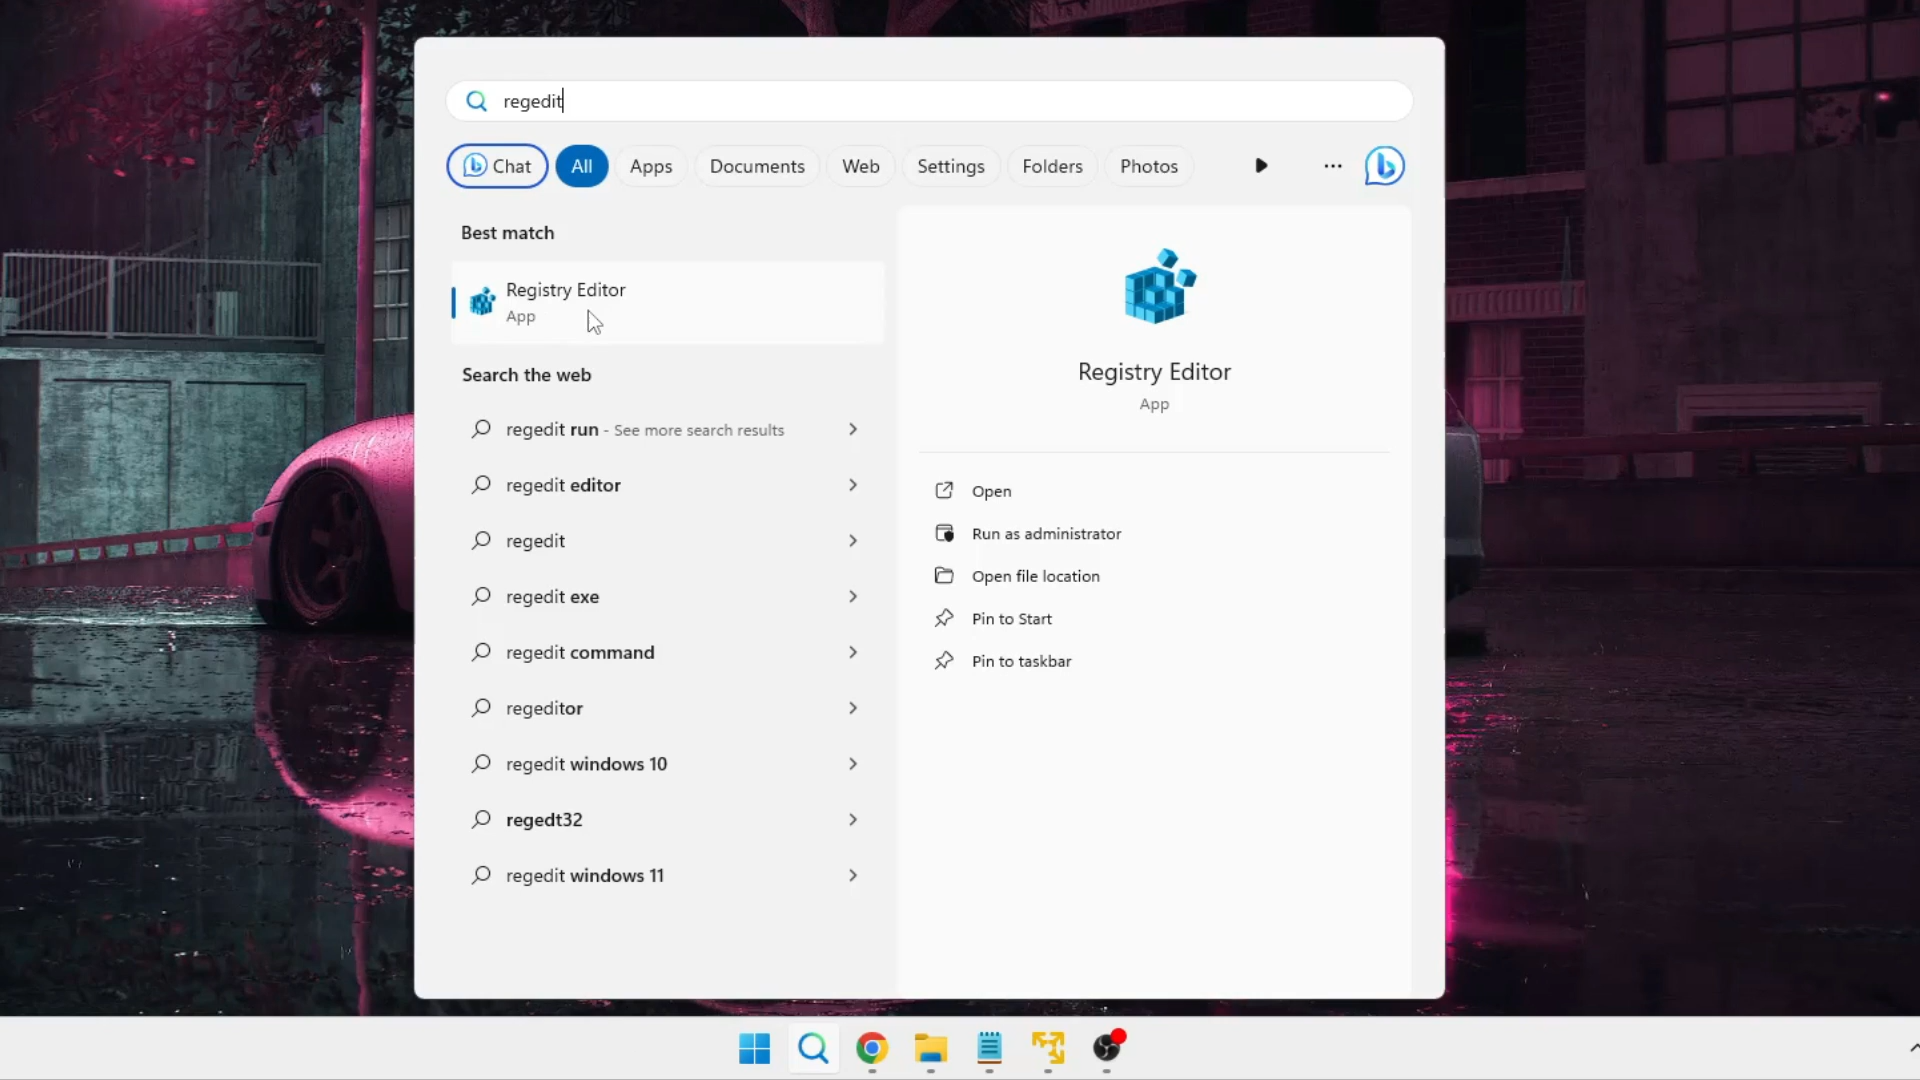 regedit
Chat All Apps Documents Web Settings Folders Photos
Best match
Registry Editor
App
Search the web
regedit run - See more search results
regedit editor
regedit
regedit exe
regedit command
regeditor
regedit windows 10
regedt32
regedit windows 11
Registry Editor
App
Open
Run as administrator
Open file location
Pin to Start
Pin to taskbar